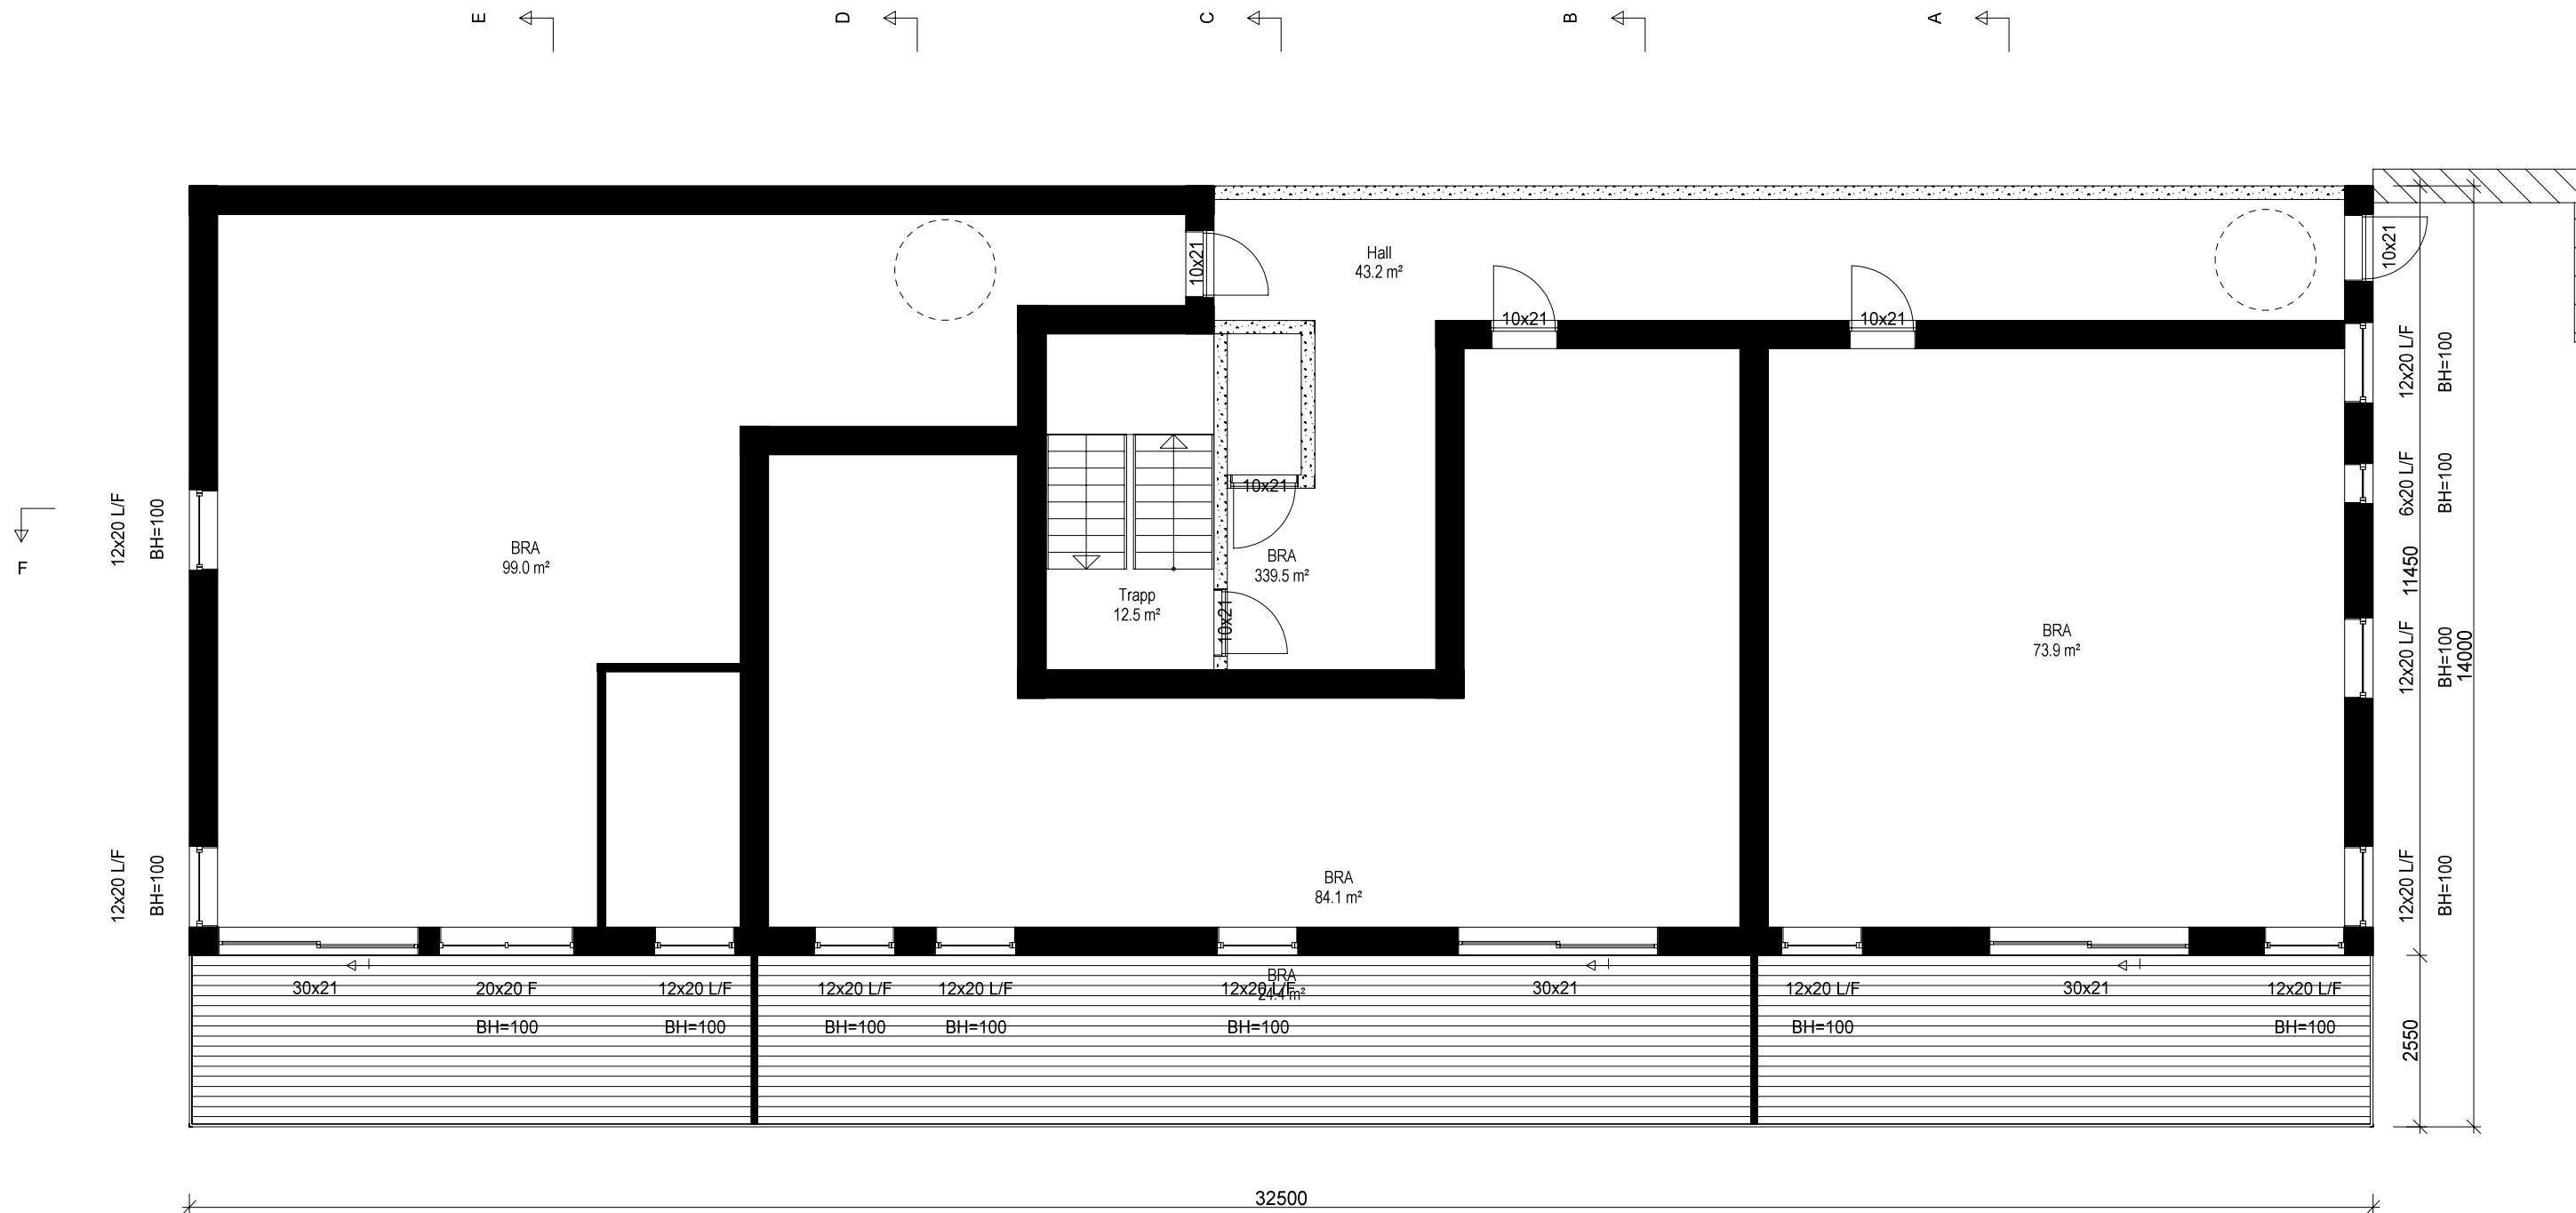 E
D
C
B
A
10x21
Hall
43.2 m²
10x21
10x21
10x21
12x20 L/F
BH=100
6x20 L/F
BH=100
10x21
F
12x20 L/F
BH=100
BRA
99.0 m²
BRA
339.5 m²
11450
Trapp
12.5 m²
10x21
BRA
73.9 m²
12x20 L/F
BH=100
14000
12x20 L/F
BH=100
BRA
84.1 m²
12x20 L/F
BH=100
BRA
24.4 m²
30x21
20x20 F
12x20 L/F
12x20 L/F
12x20 L/F
12x20 L/F
30x21
12x20 L/F
30x21
12x20 L/F
BH=100
BH=100
BH=100
BH=100
BH=100
BH=100
BH=100
2550
32500